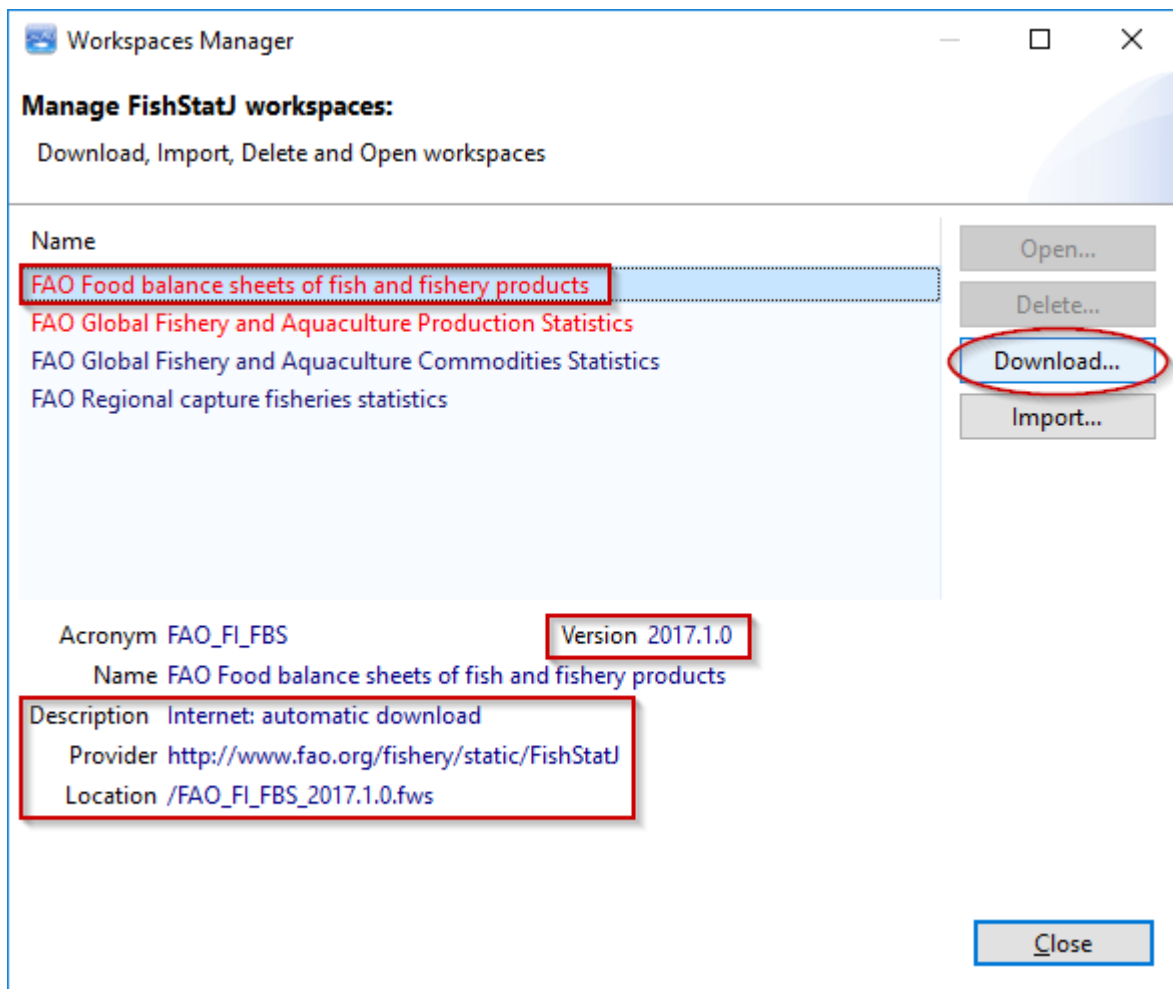 Workspaces Manager
Manage FishStatJ workspaces:
Download, Import, Delete and Open workspaces
Name
FAO Food balance sheets of fish and fishery products
FAO Global Fishery and Aquaculture Production Statistics
FAO Global Fishery and Aquaculture Commodities Statistics
FAO Regional capture fisheries statistics
Open...
Delete...
Download...
Import...
Acronym FAO_FI_FBS Version 2017.1.0
Name FAO Food balance sheets of fish and fishery products
Description Internet: automatic download
Provider http://www.fao.org/fishery/static/FishStatJ
Location /FAO_FI_FBS_2017.1.0.fws
Close